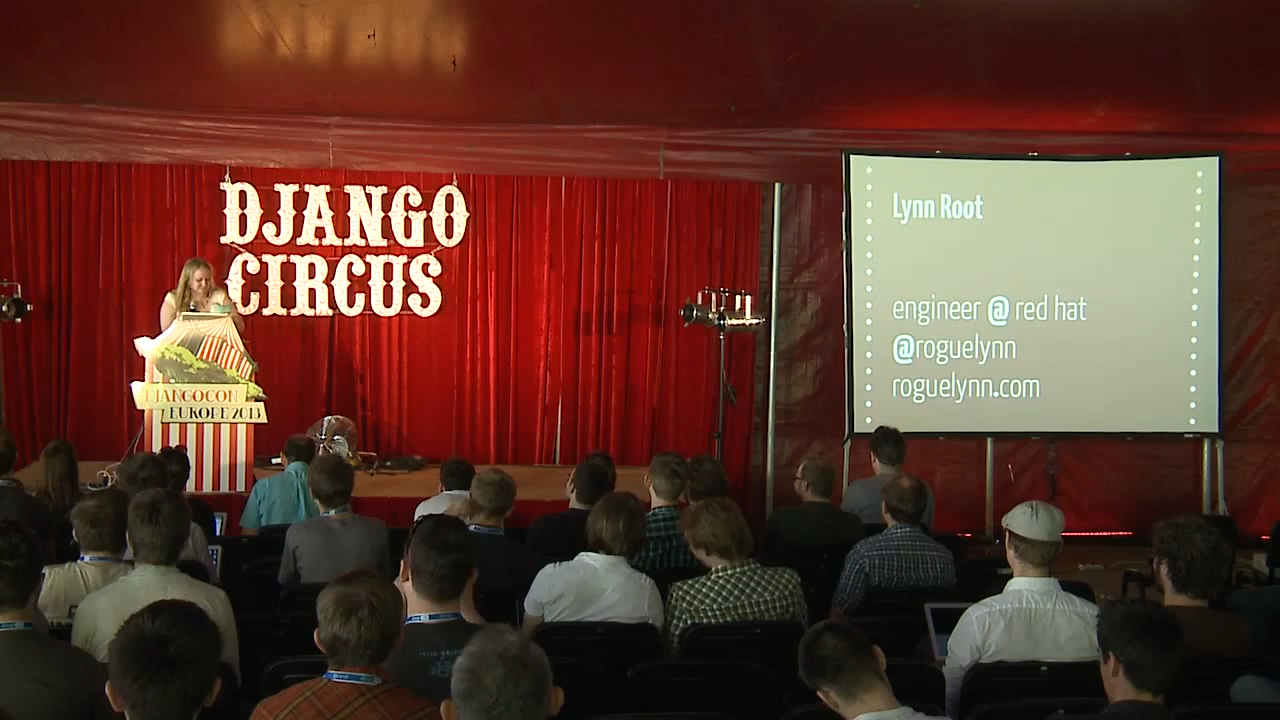 DJANGO
CIRCUS
DJANGOCON
EUROPE 2013
Lynn Root
engineer @ red hat
@roguelynn
roguelynn.com